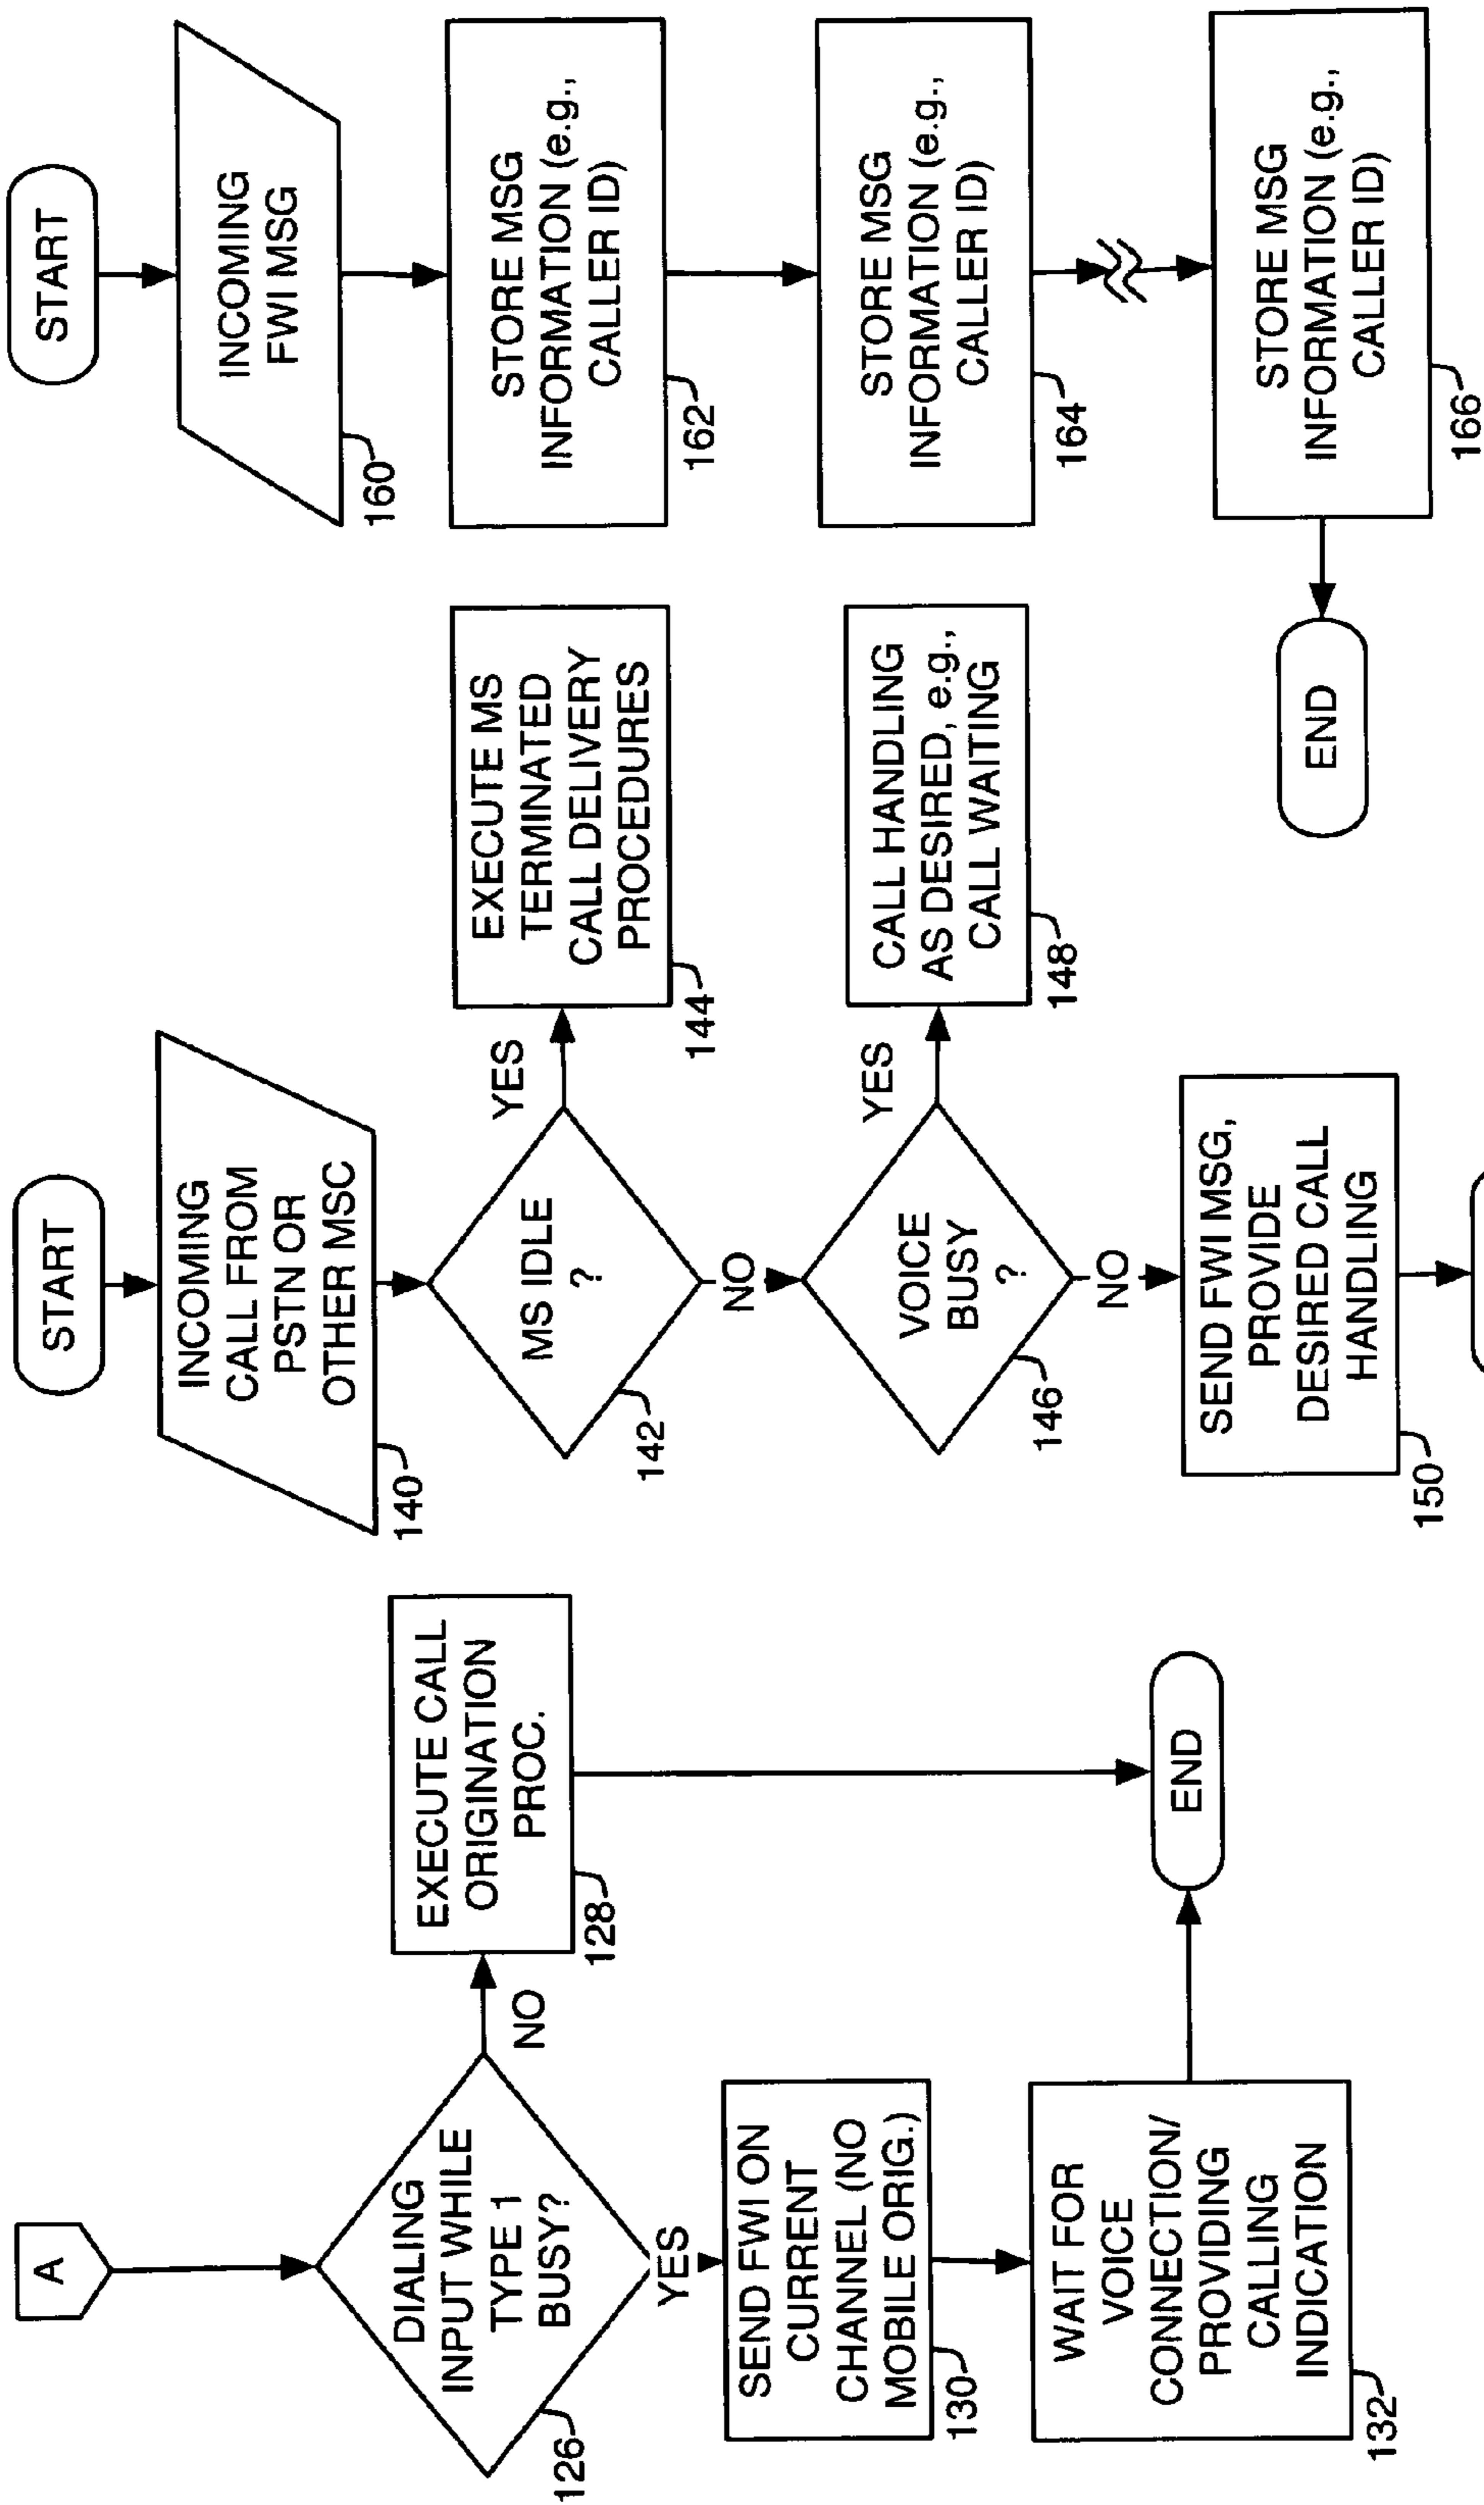 A
DIALING
INPUT WHILE
TYPE 1
BUSY?
126
NO
EXECUTE CALL
ORIGINATION
PROC.
128
YES
SEND FWI ON
CURRENT
CHANNEL (NO
MOBILE ORIG.)
130
WAIT FOR
VOICE
CONNECTION/
PROVIDING
CALLING
INDICATION
132
END
START
INCOMING
CALL FROM
PSTN OR
OTHER MSC
140
MS IDLE
?
142
YES
EXECUTE MS
TERMINATED
CALL DELIVERY
PROCEDURES
144
NO
VOICE
BUSY
?
146
YES
CALL HANDLING
AS DESIRED, e.g.,
CALL WAITING
148
NO
SEND FWI MSG,
PROVIDE
DESIRED CALL
HANDLING
150
START
INCOMING
FWI MSG
160
STORE MSG
INFORMATION (e.g.,
CALLER ID)
162
STORE MSG
INFORMATION (e.g.,
CALLER ID)
164
STORE MSG
INFORMATION (e.g.,
CALLER ID)
166
END